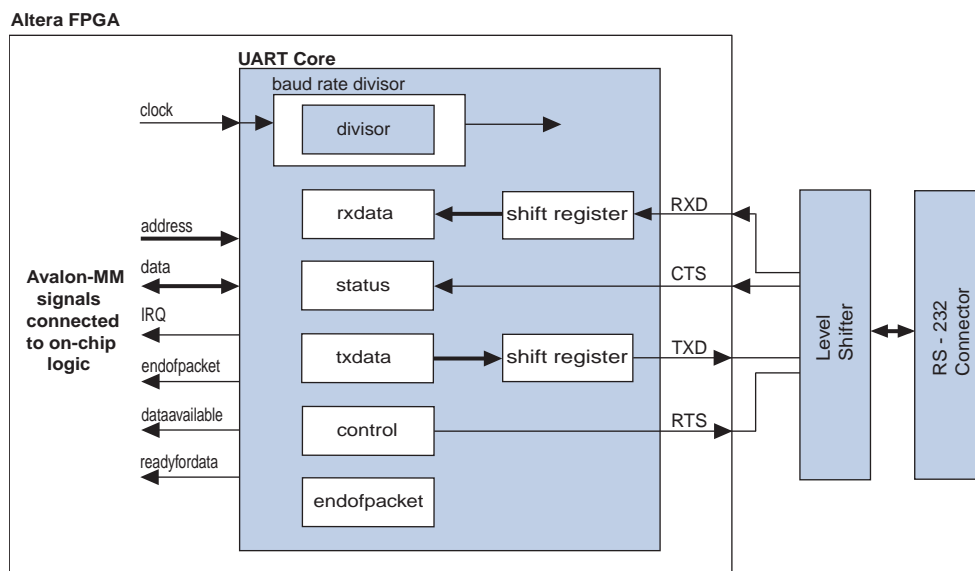 Altera FPGA
UART Core
baud rate divisor
clock
divisor
rxdata
shift register
RXD
address
data
Avalon-MM
signals
connected
to on-chip
logic
status
CTS
IRQ
txdata
shift register
TXD
endofpacket
dataavailable
control
RTS
readyfordata
endofpacket
Level
Shifter
RS - 232
Connector